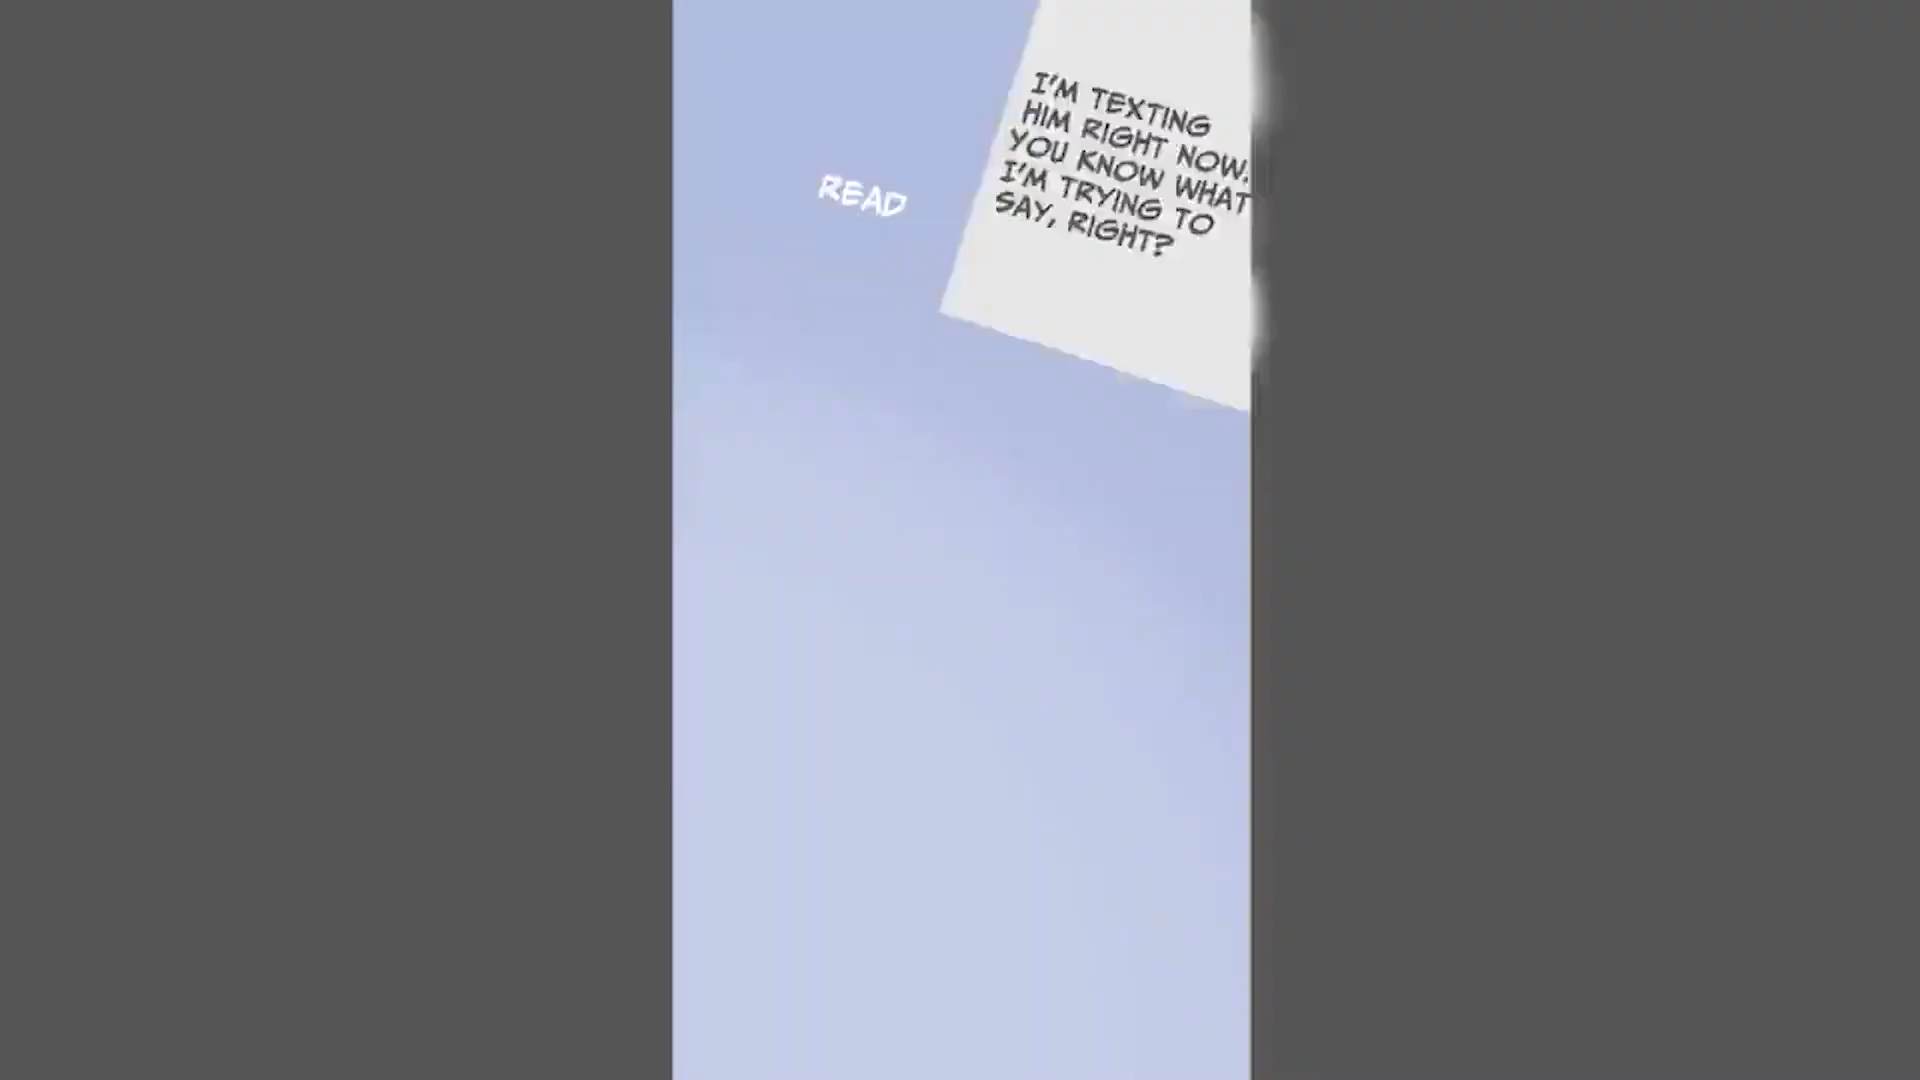 I'M TEXTING
HIM RIGHT NOW.
YOU KNOW WHAT
I'M TRYING TO
SAY, RIGHT?
READ